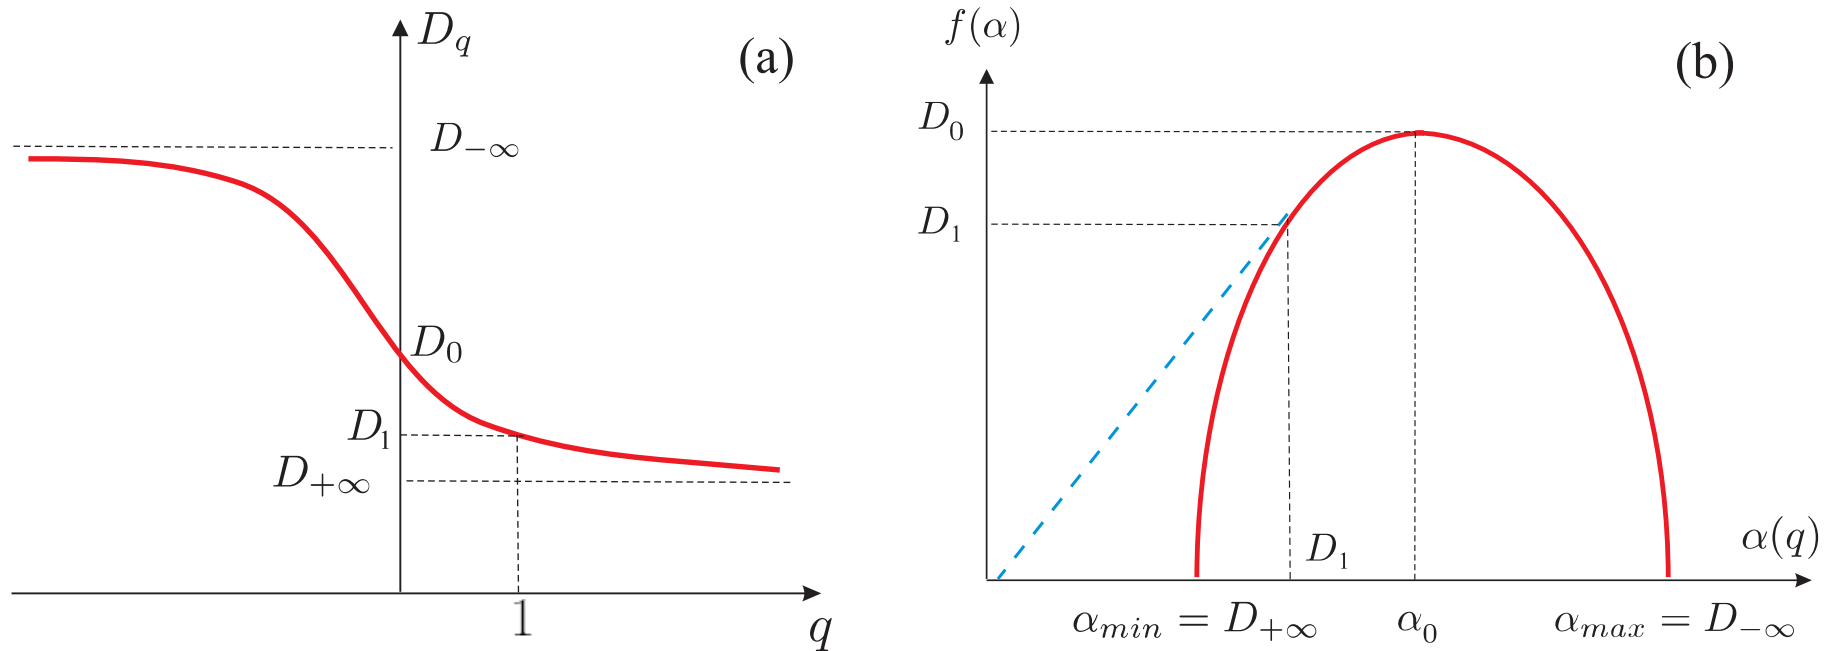 D_q
(a)
D_{-∞}
D_0
D_1
D_{+∞}
1
q
f(α)
(b)
D_0
D_1
D_1
α(q)
α_{min} = D_{+∞}
α_0
α_{max} = D_{-∞}